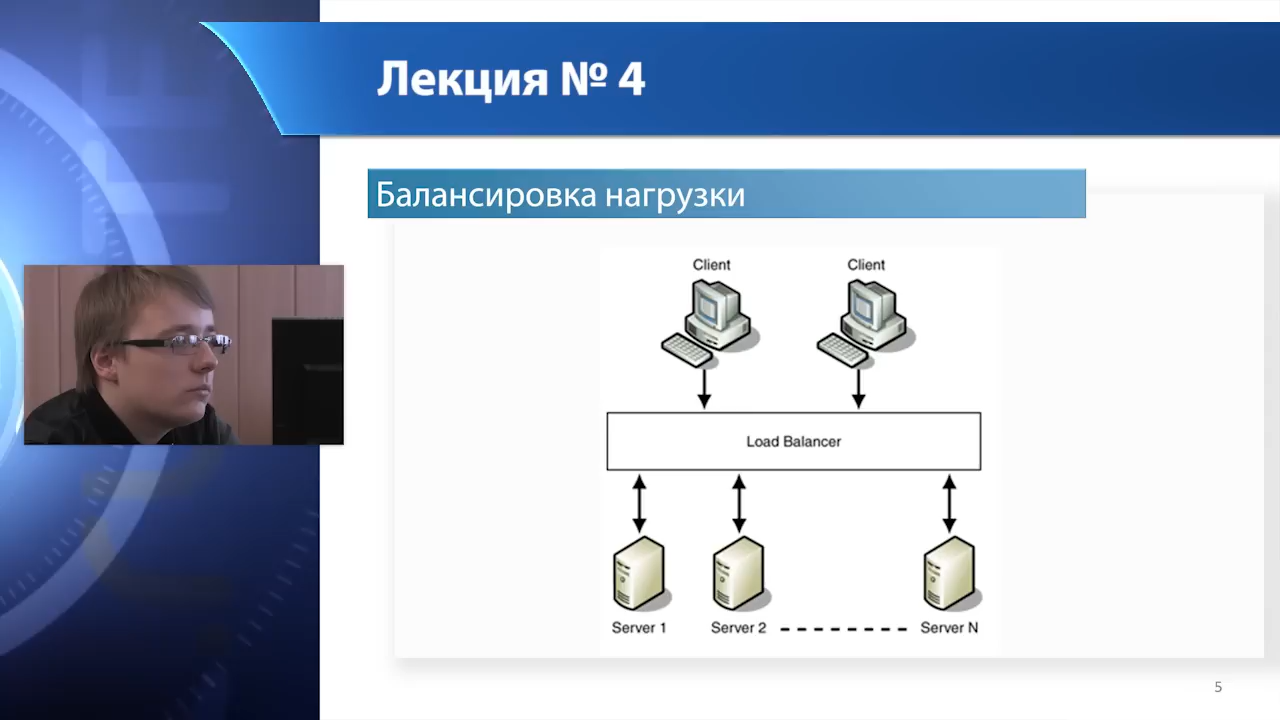 Лекция № 4
Балансировка нагрузки
Client Client
Load Balancer
Server 1 Server 2 Server N
5